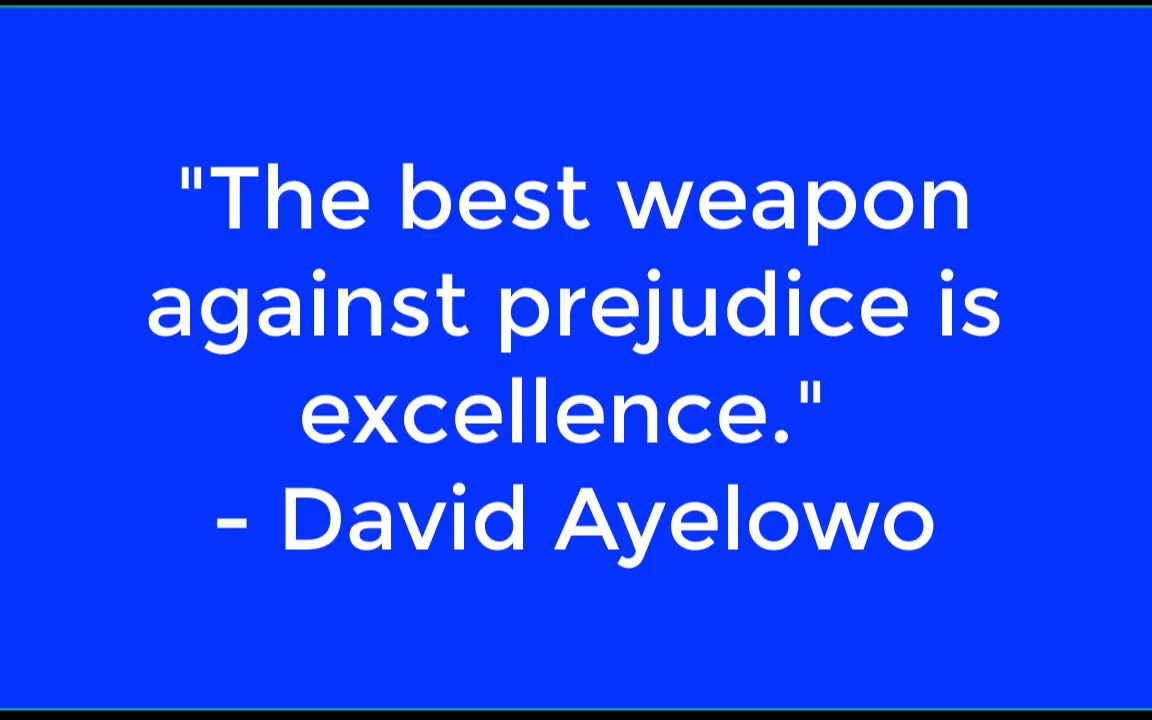 "The best weapon
against prejudice is
excellence."
- David Ayelowo